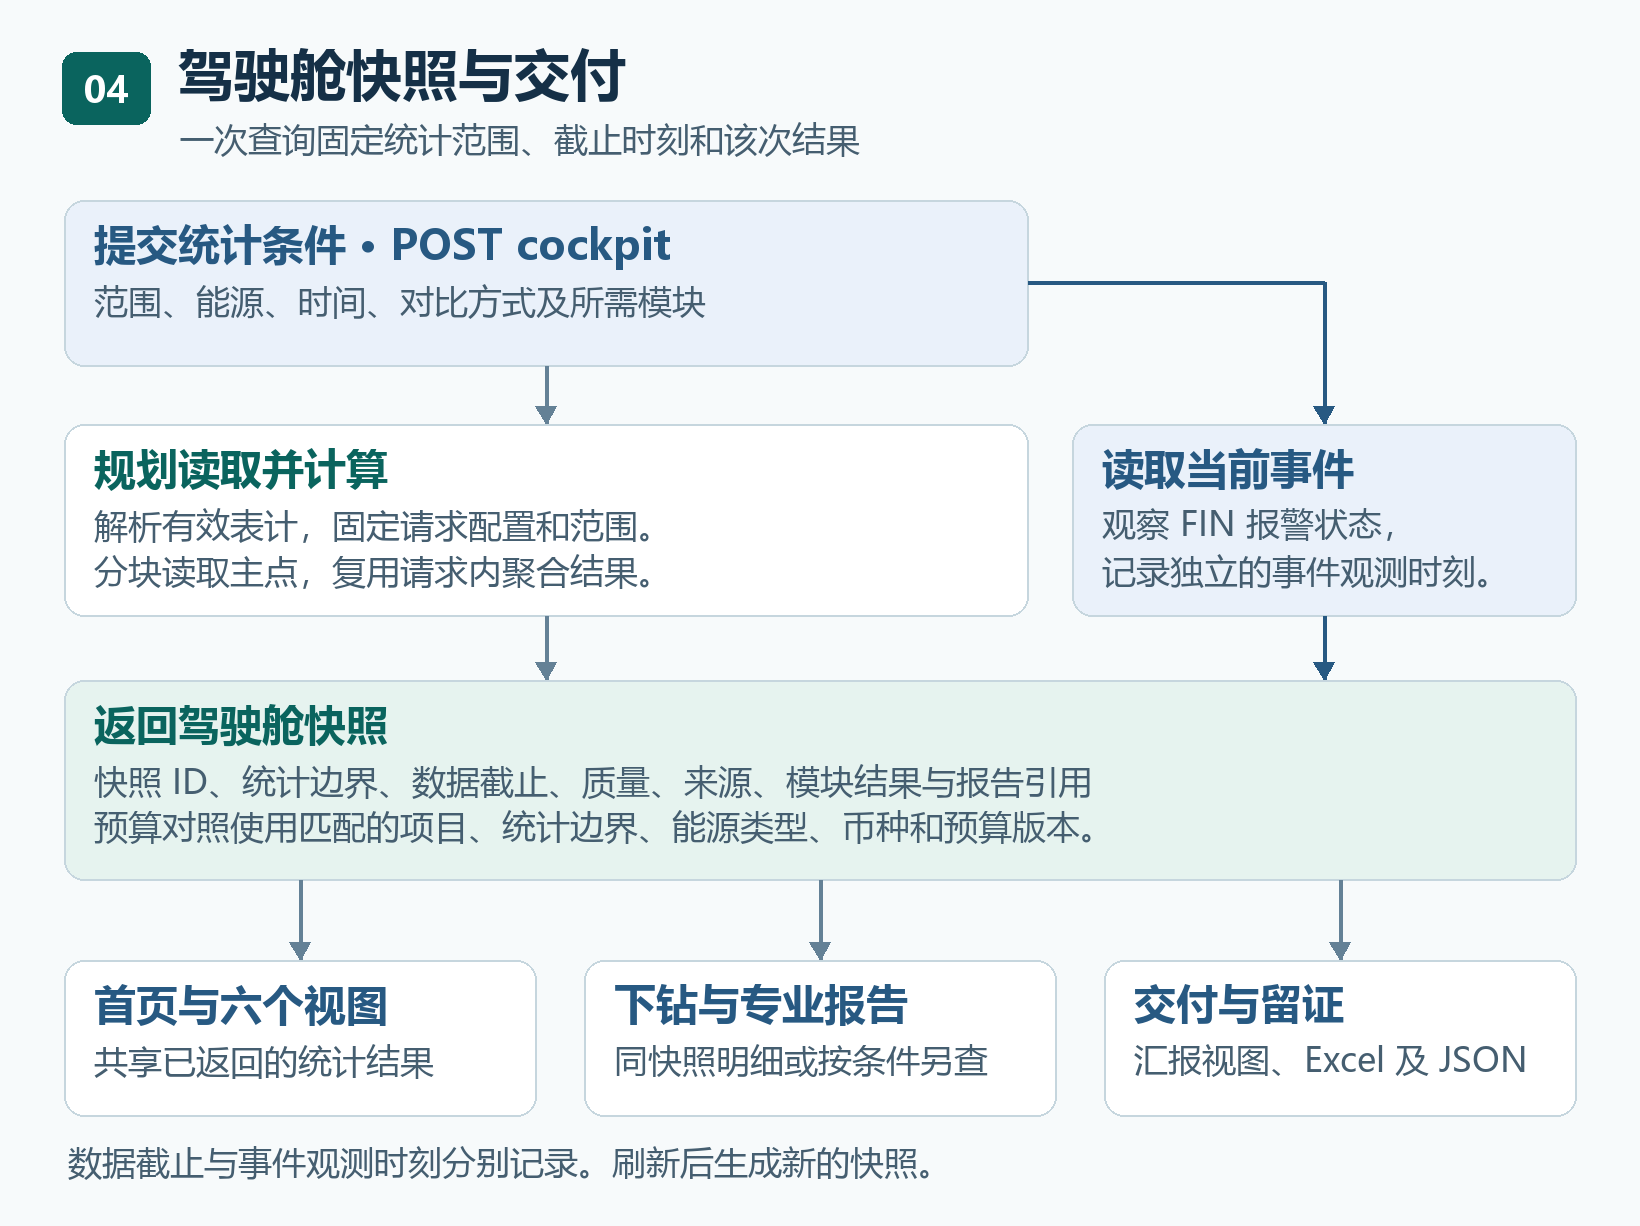 04
驾驶舱快照与交付
一次查询固定统计范围、截止时刻和该次结果
提交统计条件 • POST cockpit
范围、能源、时间、对比方式及所需模块
规划读取并计算
解析有效表计，固定请求配置和范围。
分块读取主点，复用请求内聚合结果。
读取当前事件
观察 FIN 报警状态，
记录独立的事件观测时刻。
返回驾驶舱快照
快照 ID、统计边界、数据截止、质量、来源、模块结果与报告引用
预算对照使用匹配的项目、统计边界、能源类型、币种和预算版本。
首页与六个视图
共享已返回的统计结果
下钻与专业报告
同快照明细或按条件另查
交付与留证
汇报视图、Excel 及 JSON
数据截止与事件观测时刻分别记录。刷新后生成新的快照。